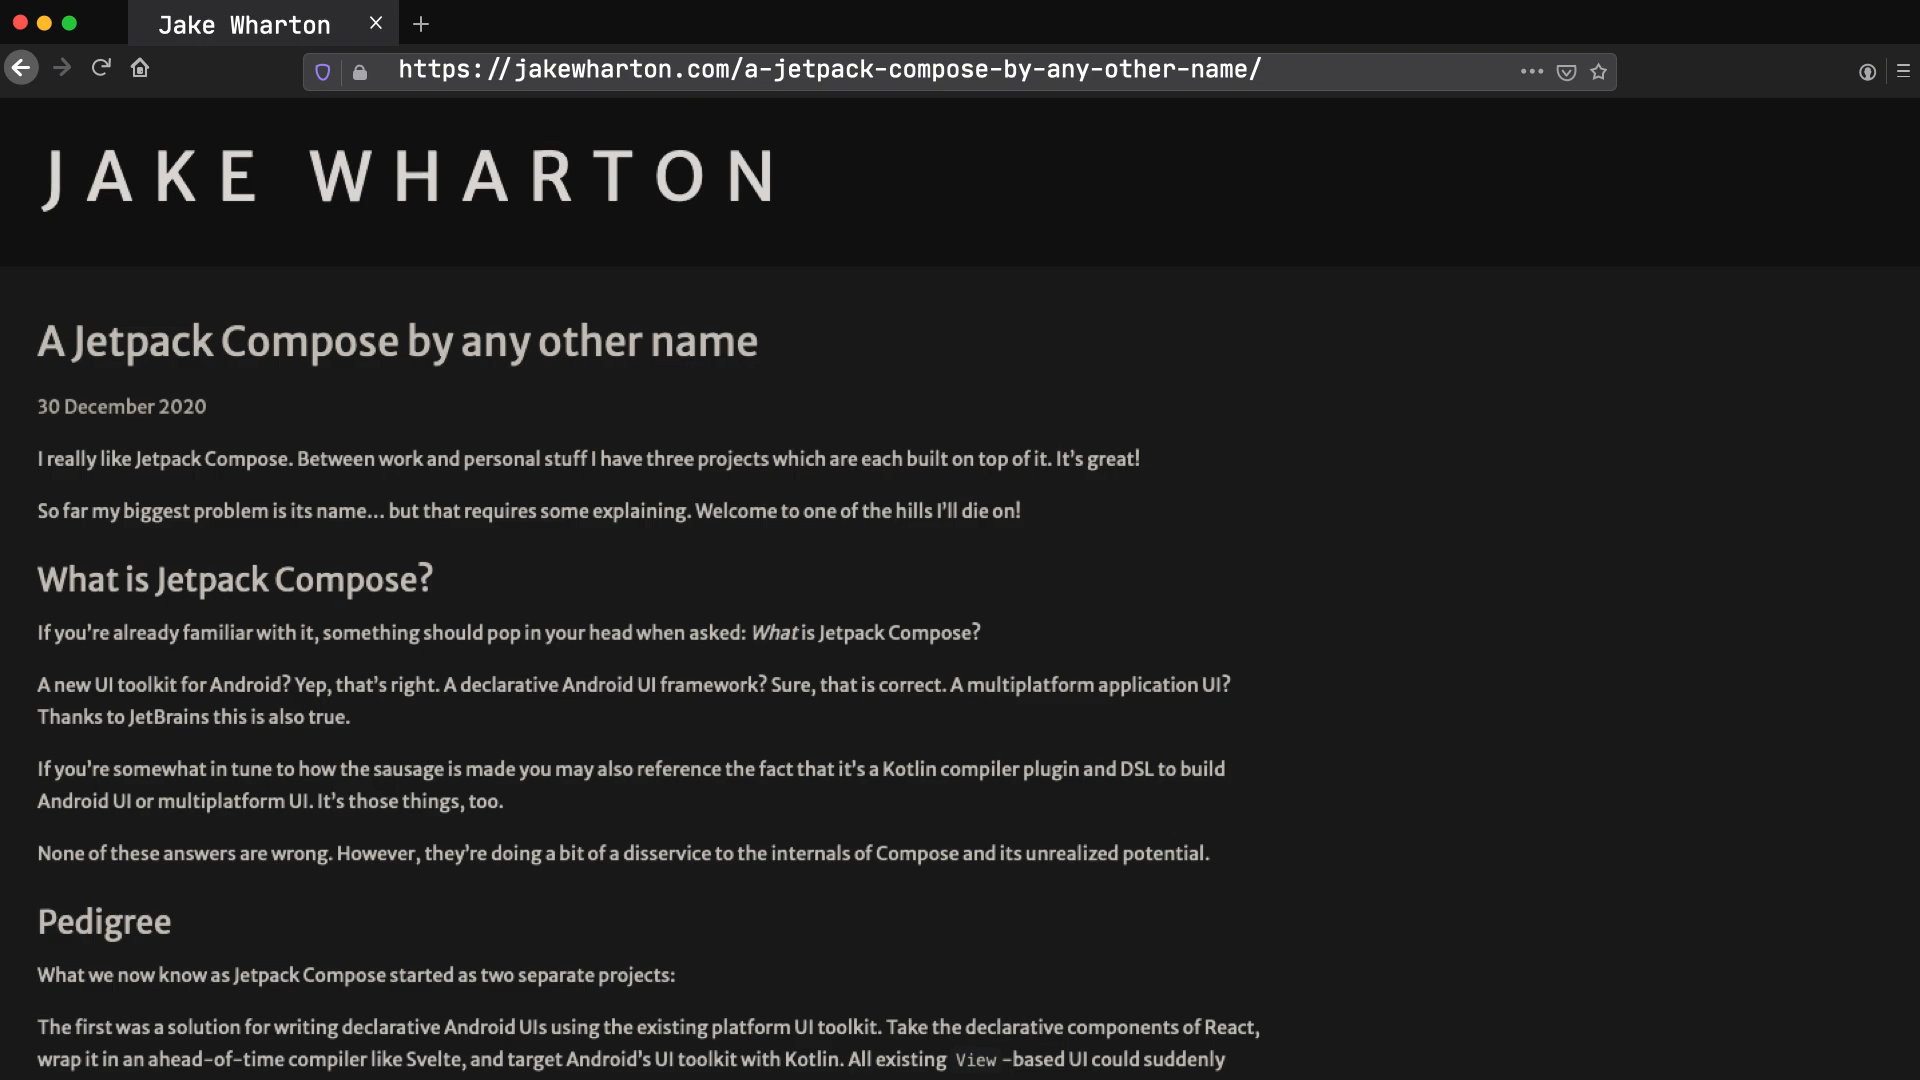 Jake Wharton
https://jakewharton.com/a-jetpack-compose-by-any-other-name/
JAKE WHARTON
A Jetpack Compose by any other name
30 December 2020
I really like Jetpack Compose. Between work and personal stuff I have three projects which are each built on top of it. It’s great!
So far my biggest problem is its name… but that requires some explaining. Welcome to one of the hills I’ll die on!
What is Jetpack Compose?
If you’re already familiar with it, something should pop in your head when asked: What is Jetpack Compose?
A new UI toolkit for Android? Yep, that’s right. A declarative Android UI framework? Sure, that is correct. A multiplatform application UI?
Thanks to JetBrains this is also true.
If you’re somewhat in tune to how the sausage is made you may also reference the fact that it’s a Kotlin compiler plugin and DSL to build
Android UI or multiplatform UI. It’s those things, too.
None of these answers are wrong. However, they’re doing a bit of a disservice to the internals of Compose and its unrealized potential.
Pedigree
What we now know as Jetpack Compose started as two separate projects:
The first was a solution for writing declarative Android UIs using the existing platform UI toolkit. Take the declarative components of React,
wrap it in an ahead-of-time compiler like Svelte, and target Android’s UI toolkit with Kotlin. All existing View -based UI could suddenly